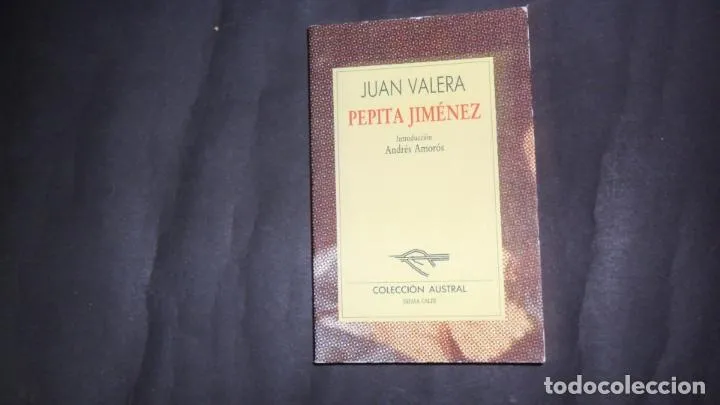 JUAN VALERA
PEPITA JIMÉNEZ
Introducción
Andrés Amorós
COLECCIÓN AUSTRAL
ESPASA CALPE
todocoleccion